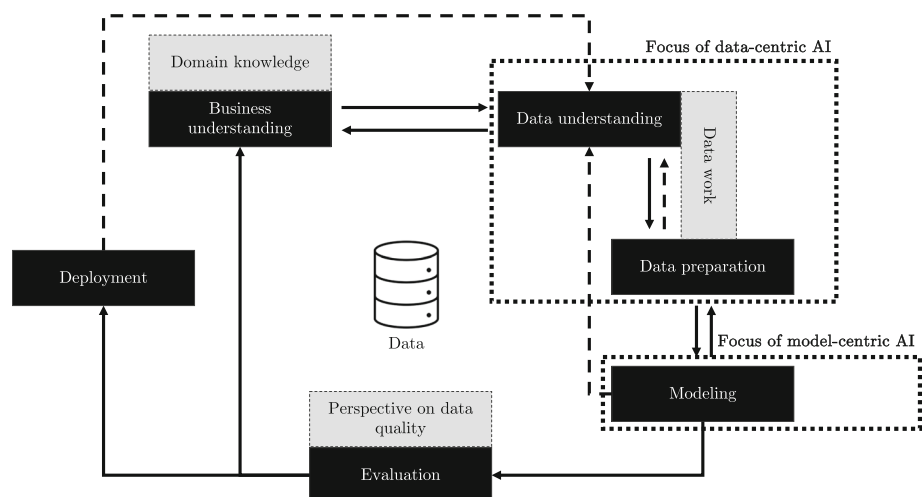 Focus of data-centric AI
Domain knowledge
Business
understanding
Data understanding
Data work
Deployment
Data preparation
Data
Focus of model-centric AI
Modeling
Perspective on data
quality
Evaluation